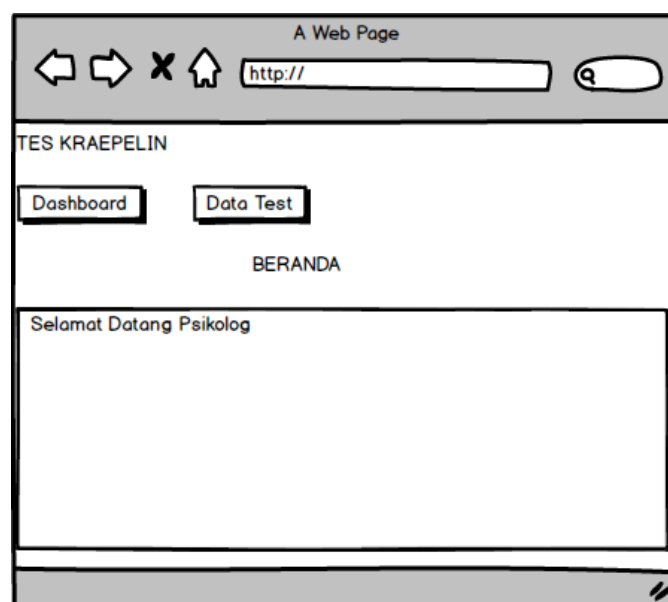 A Web Page
http://
TES KRAEPELIN
Dashboard
Data Test
BERANDA
Selamat Datang Psikolog